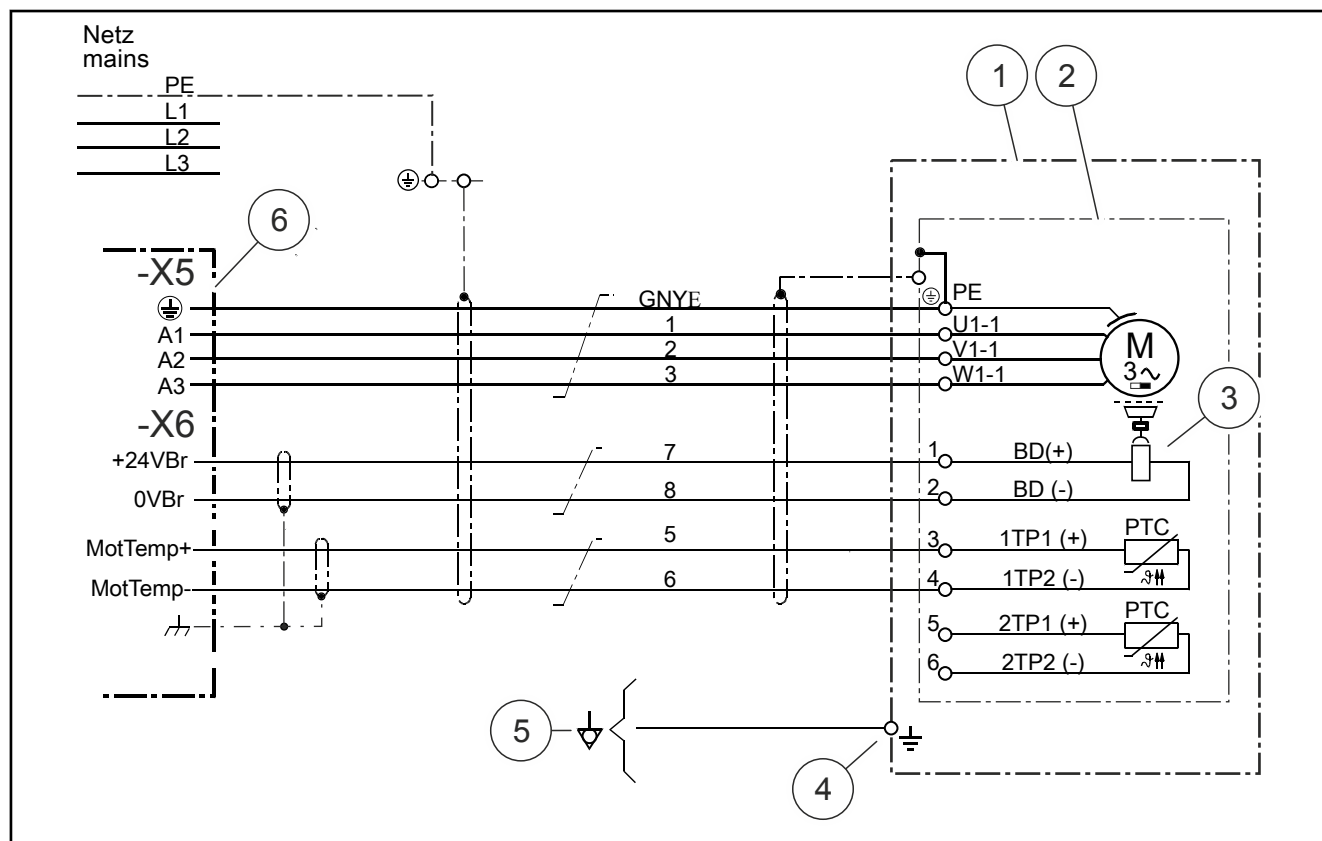 Netz
mains
PE
L1
L2
L3
1
2
6
-X5
GNYE
PE
A1
1
U1-1
A2
2
V1-1
A3
3
W1-1
M
3∿
3
-X6
+24VBr
7
1
BD(+)
0VBr
8
2
BD (-)
MotTemp+
5
3
1TP1 (+)
PTC
MotTemp-
6
4
1TP2 (-)
ϑ
5
2TP1 (+)
PTC
6
2TP2 (-)
ϑ
5
4